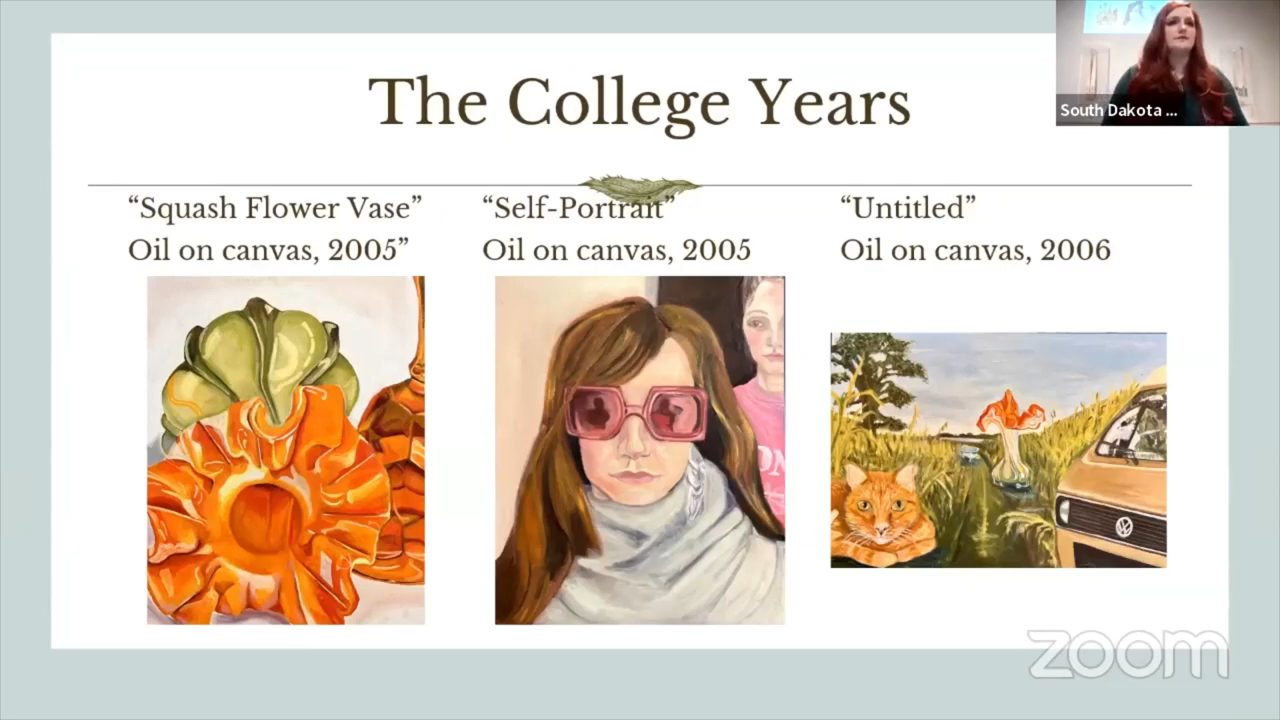 The College Years
South Dakota ...
“Squash Flower Vase”
Oil on canvas, 2005”
“Self-Portrait”
Oil on canvas, 2005
“Untitled”
Oil on canvas, 2006
zoom